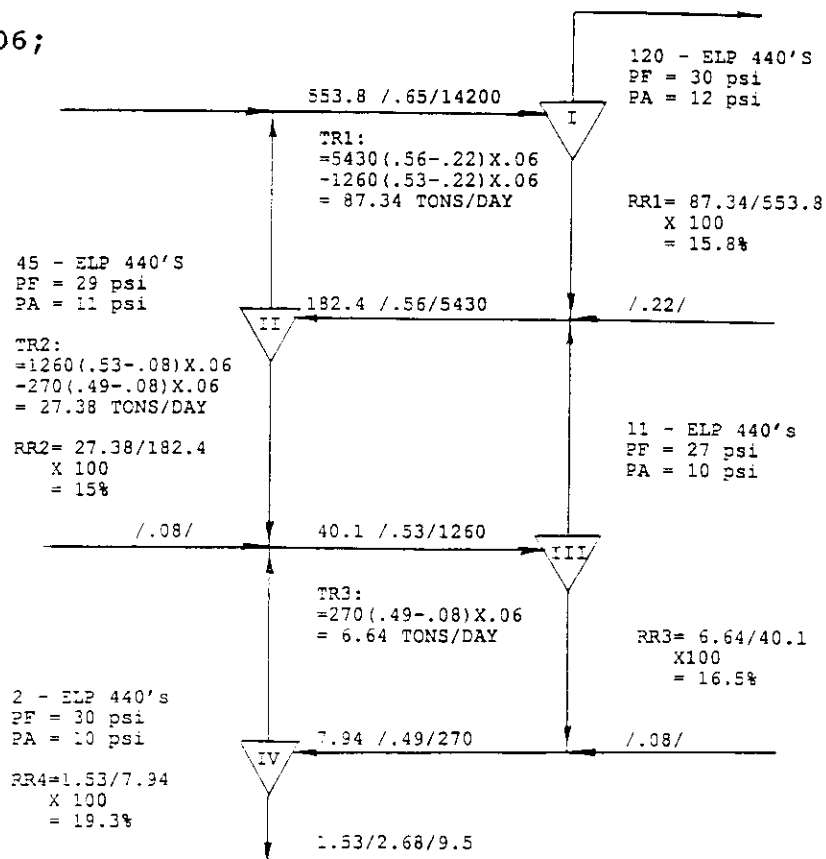 06;
120 - ELP 440'S
PF = 30 psi
PA = 12 psi
553.8 /.65/14200
I
TR1:
=5430(.56-.22)X.06
-1260(.53-.22)X.06
= 87.34 TONS/DAY
RR1= 87.34/553.8
X 100
= 15.8%
45 - ELP 440'S
PF = 29 psi
PA = 11 psi
182.4 /.56/5430
/.22/
II
TR2:
=1260(.53-.08)X.06
-270(.49-.08)X.06
= 27.38 TONS/DAY
11 - ELP 440's
PF = 27 psi
PA = 10 psi
RR2= 27.38/182.4
X 100
= 15%
/.08/
40.1 /.53/1260
III
TR3:
=270(.49-.08)X.06
= 6.64 TONS/DAY
RR3= 6.64/40.1
X100
= 16.5%
2 - ELP 440's
PF = 30 psi
PA = 10 psi
7.94 /.49/270
/.08/
IV
RR4=1.53/7.94
X 100
= 19.3%
1.53/2.68/9.5